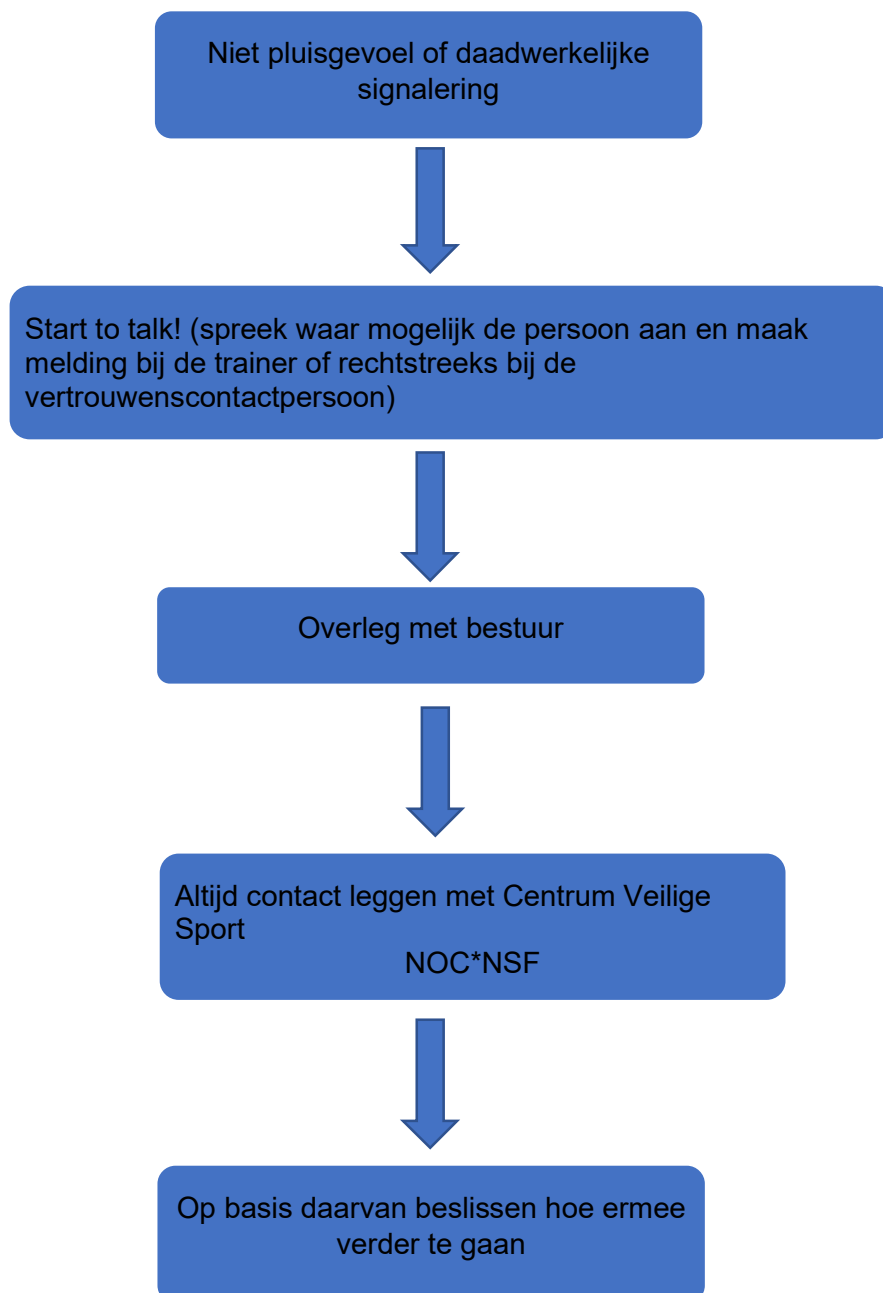 Niet pluisgevoel of daadwerkelijke
signalering
Start to talk! (spreek waar mogelijk de persoon aan en maak
melding bij de trainer of rechtstreeks bij de
vertrouwenscontactpersoon)
Overleg met bestuur
Altijd contact leggen met Centrum Veilige
Sport
NOC*NSF
Op basis daarvan beslissen hoe ermee
verder te gaan